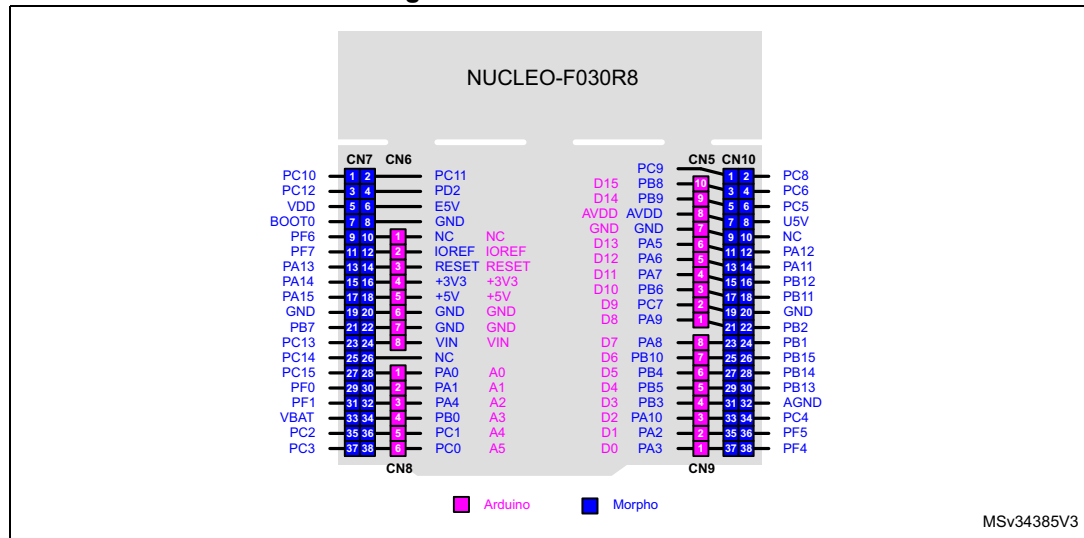 NUCLEO-F030R8
CN7 CN6 CN5 CN10
PC9
PC10 1 2 PC11 1 2 PC8
PC12 3 4 PD2 D15 PB8 10 3 4 PC6
VDD 5 6 E5V D14 PB9 9 5 6 PC5
BOOT0 7 8 GND AVDD AVDD 8 7 8 U5V
PF6 9 10 1 NC NC GND GND 7 9 10 NC
PF7 11 12 2 IOREF IOREF D13 PA5 6 11 12 PA12
PA13 13 14 3 RESET RESET D12 PA6 5 13 14 PA11
PA14 15 16 4 +3V3 +3V3 D11 PA7 4 15 16 PB12
PA15 17 18 5 +5V +5V D10 PB6 3 17 18 PB11
GND 19 20 6 GND GND D9 PC7 2 19 20 GND
PB7 21 22 7 GND GND D8 PA9 1 21 22 PB2
PC13 23 24 8 VIN VIN D7 PA8 8 23 24 PB1
PC14 25 26 NC D6 PB10 7 25 26 PB15
PC15 27 28 1 PA0 A0 D5 PB4 6 27 28 PB14
PF0 29 30 2 PA1 A1 D4 PB5 5 29 30 PB13
PF1 31 32 3 PA4 A2 D3 PB3 4 31 32 AGND
VBAT 33 34 4 PB0 A3 D2 PA10 3 33 34 PC4
PC2 35 36 5 PC1 A4 D1 PA2 2 35 36 PF5
PC3 37 38 6 PC0 A5 D0 PA3 1 37 38 PF4
CN8 CN9
Arduino Morpho
MSv34385V3